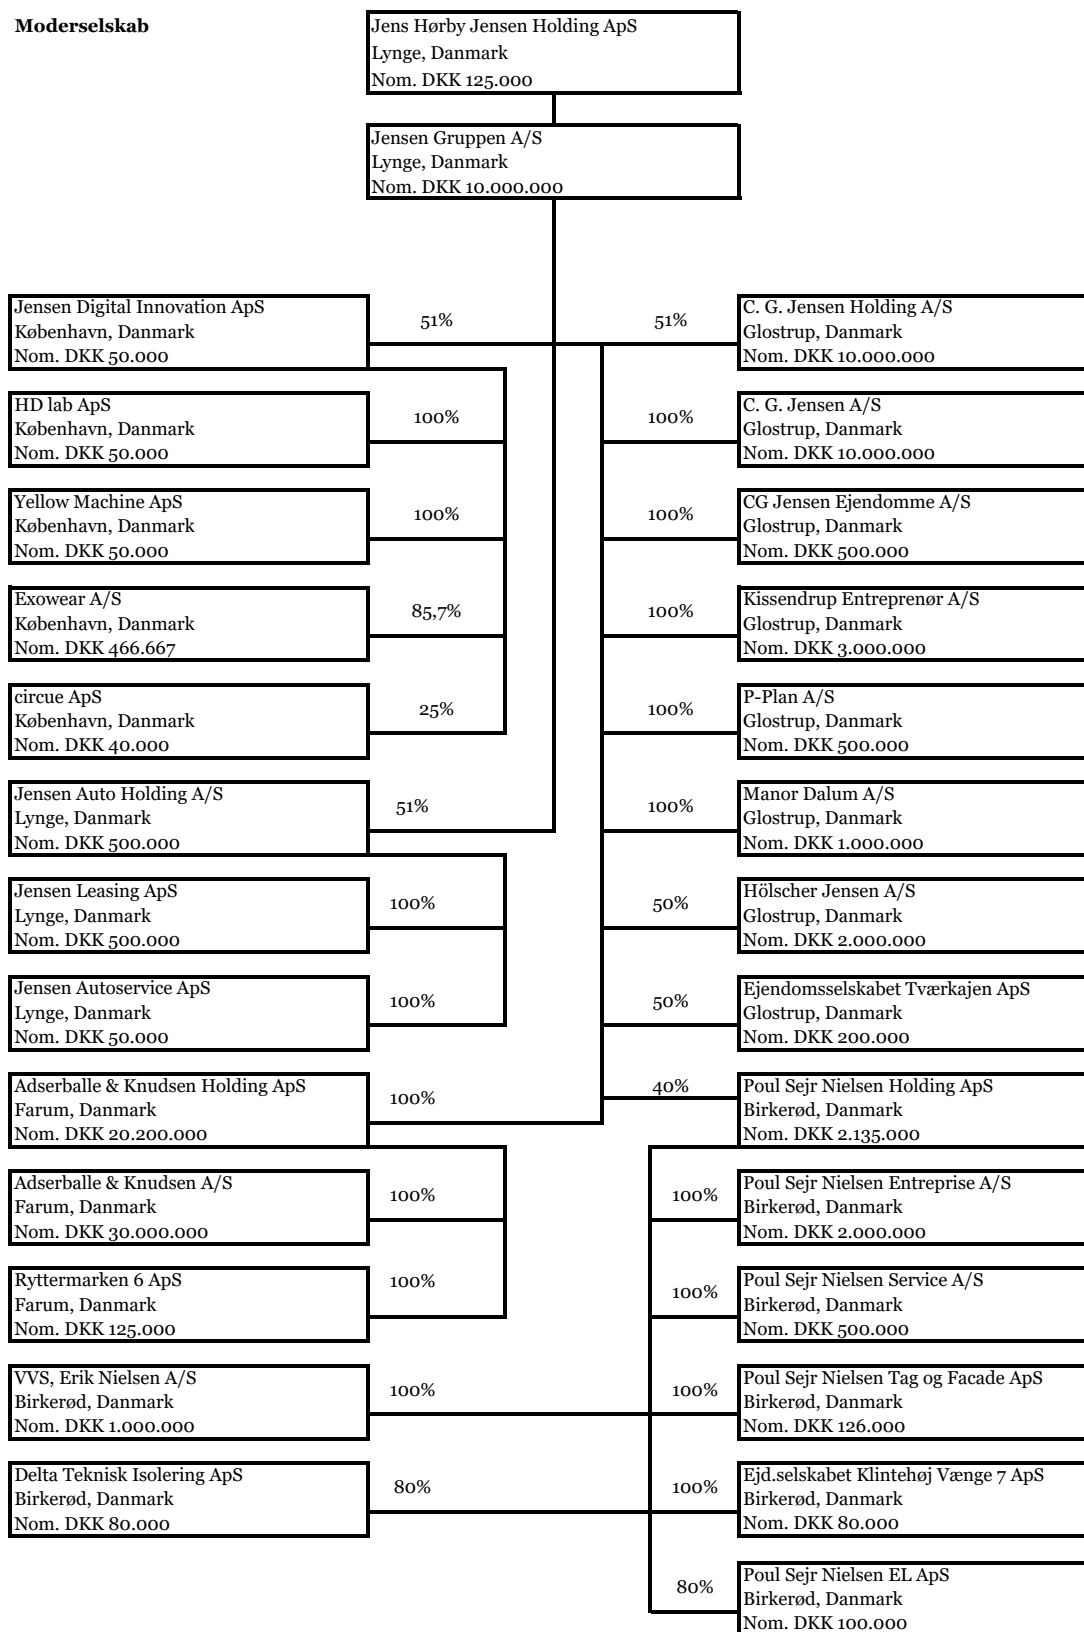 Moderselskab
Jens Hørby Jensen Holding ApS
Lynge, Danmark
Nom. DKK 125.000
Jensen Gruppen A/S
Lynge, Danmark
Nom. DKK 10.000.000
Jensen Digital Innovation ApS
København, Danmark
Nom. DKK 50.000
51%
51%
C. G. Jensen Holding A/S
Glostrup, Danmark
Nom. DKK 10.000.000
HD lab ApS
København, Danmark
Nom. DKK 50.000
100%
100%
C. G. Jensen A/S
Glostrup, Danmark
Nom. DKK 10.000.000
Yellow Machine ApS
København, Danmark
Nom. DKK 50.000
100%
100%
CG Jensen Ejendomme A/S
Glostrup, Danmark
Nom. DKK 500.000
Exowear A/S
København, Danmark
Nom. DKK 466.667
85,7%
100%
Kissendrup Entreprenør A/S
Glostrup, Danmark
Nom. DKK 3.000.000
circue ApS
København, Danmark
Nom. DKK 40.000
25%
100%
P-Plan A/S
Glostrup, Danmark
Nom. DKK 500.000
Jensen Auto Holding A/S
Lynge, Danmark
Nom. DKK 500.000
51%
100%
Manor Dalum A/S
Glostrup, Danmark
Nom. DKK 1.000.000
Jensen Leasing ApS
Lynge, Danmark
Nom. DKK 500.000
100%
50%
Hölscher Jensen A/S
Glostrup, Danmark
Nom. DKK 2.000.000
Jensen Autoservice ApS
Lynge, Danmark
Nom. DKK 50.000
100%
50%
Ejendomsselskabet Tværkajen ApS
Glostrup, Danmark
Nom. DKK 200.000
Adserballe & Knudsen Holding ApS
Farum, Danmark
Nom. DKK 20.200.000
100%
40%
Poul Sejr Nielsen Holding ApS
Birkerød, Danmark
Nom. DKK 2.135.000
Adserballe & Knudsen A/S
Farum, Danmark
Nom. DKK 30.000.000
100%
100%
Poul Sejr Nielsen Entreprise A/S
Birkerød, Danmark
Nom. DKK 2.000.000
Ryttermarken 6 ApS
Farum, Danmark
Nom. DKK 125.000
100%
100%
Poul Sejr Nielsen Service A/S
Birkerød, Danmark
Nom. DKK 500.000
VVS, Erik Nielsen A/S
Birkerød, Danmark
Nom. DKK 1.000.000
100%
100%
Poul Sejr Nielsen Tag og Facade ApS
Birkerød, Danmark
Nom. DKK 126.000
Delta Teknisk Isolering ApS
Birkerød, Danmark
Nom. DKK 80.000
80%
100%
Ejd.selskabet Klintehøj Vænge 7 ApS
Birkerød, Danmark
Nom. DKK 80.000
80%
Poul Sejr Nielsen EL ApS
Birkerød, Danmark
Nom. DKK 100.000